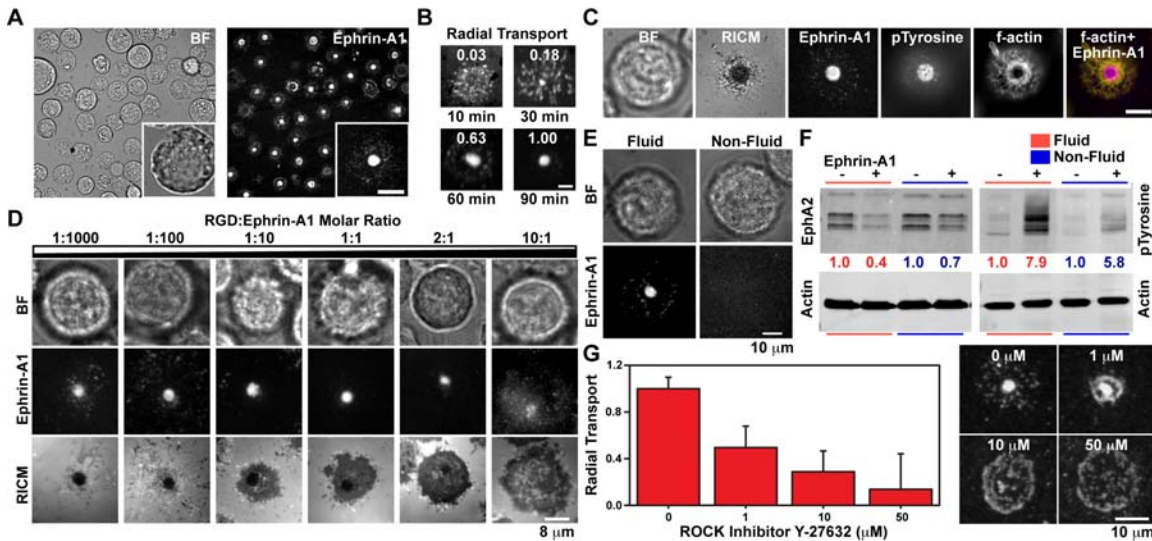 A
BF
Ephrin-A1
B
Radial Transport
0.03
0.18
10 min
30 min
0.63
1.00
60 min
90 min
C
BF
RICM
Ephrin-A1
pTyrosine
f-actin
f-actin+
Ephrin-A1
D
RGD:Ephrin-A1 Molar Ratio
1:1000
1:100
1:10
1:1
2:1
10:1
BF
Ephrin-A1
RICM
8 μm
E
Fluid
Non-Fluid
BF
Ephrin-A1
10 μm
F
Fluid
Non-Fluid
Ephrin-A1
- + - + - + - +
EphA2
pTyrosine
1.0 0.4 1.0 0.7 1.0 7.9 1.0 5.8
Actin
Actin
G
Radial Transport
1.2
0.8
0.4
0
0 1 10 50
ROCK Inhibitor Y-27632 (μM)
0 μM
1 μM
10 μM
50 μM
10 μm